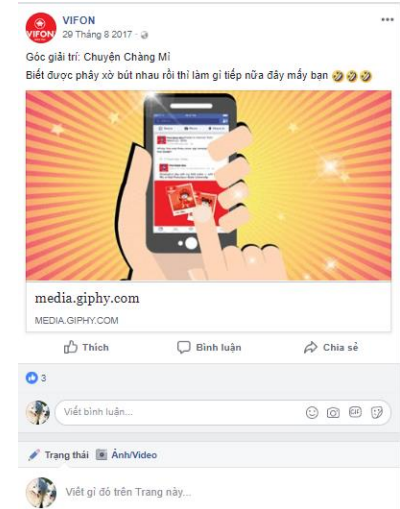 VIFON
VIFON
29 Tháng 8 2017 ·
Góc giải trí: Chuyện Chàng Mì
Biết được phây xờ bút nhau rồi thì làm gì tiếp nữa đây mấy bạn 🤣🤣🤣
media.giphy.com
MEDIA.GIPHY.COM
Thích Bình luận Chia sẻ
3
Viết bình luận...
GIF
Trạng thái Ảnh/Video
Viết gì đó trên Trang này...